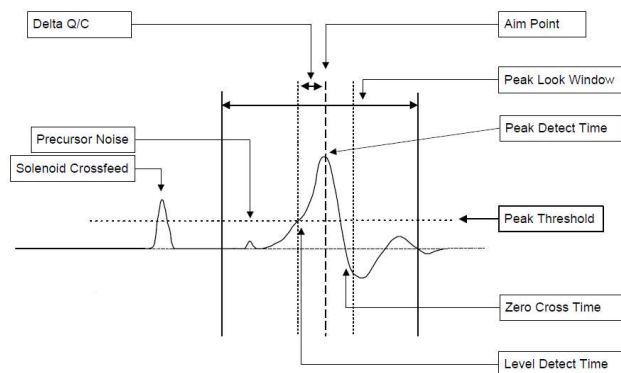 Delta Q/C
Aim Point
Peak Look Window
Precursor Noise
Peak Detect Time
Solenoid Crossfeed
Peak Threshold
Zero Cross Time
Level Detect Time